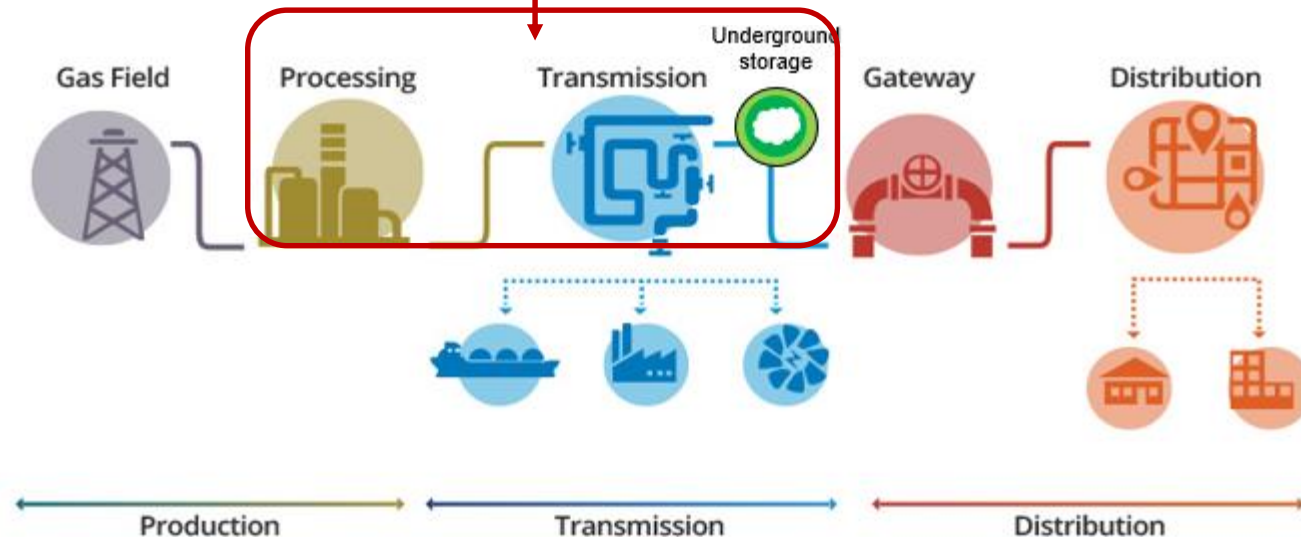 Gas Field
Processing
Transmission
Underground
storage
Gateway
Distribution
Production
Transmission
Distribution